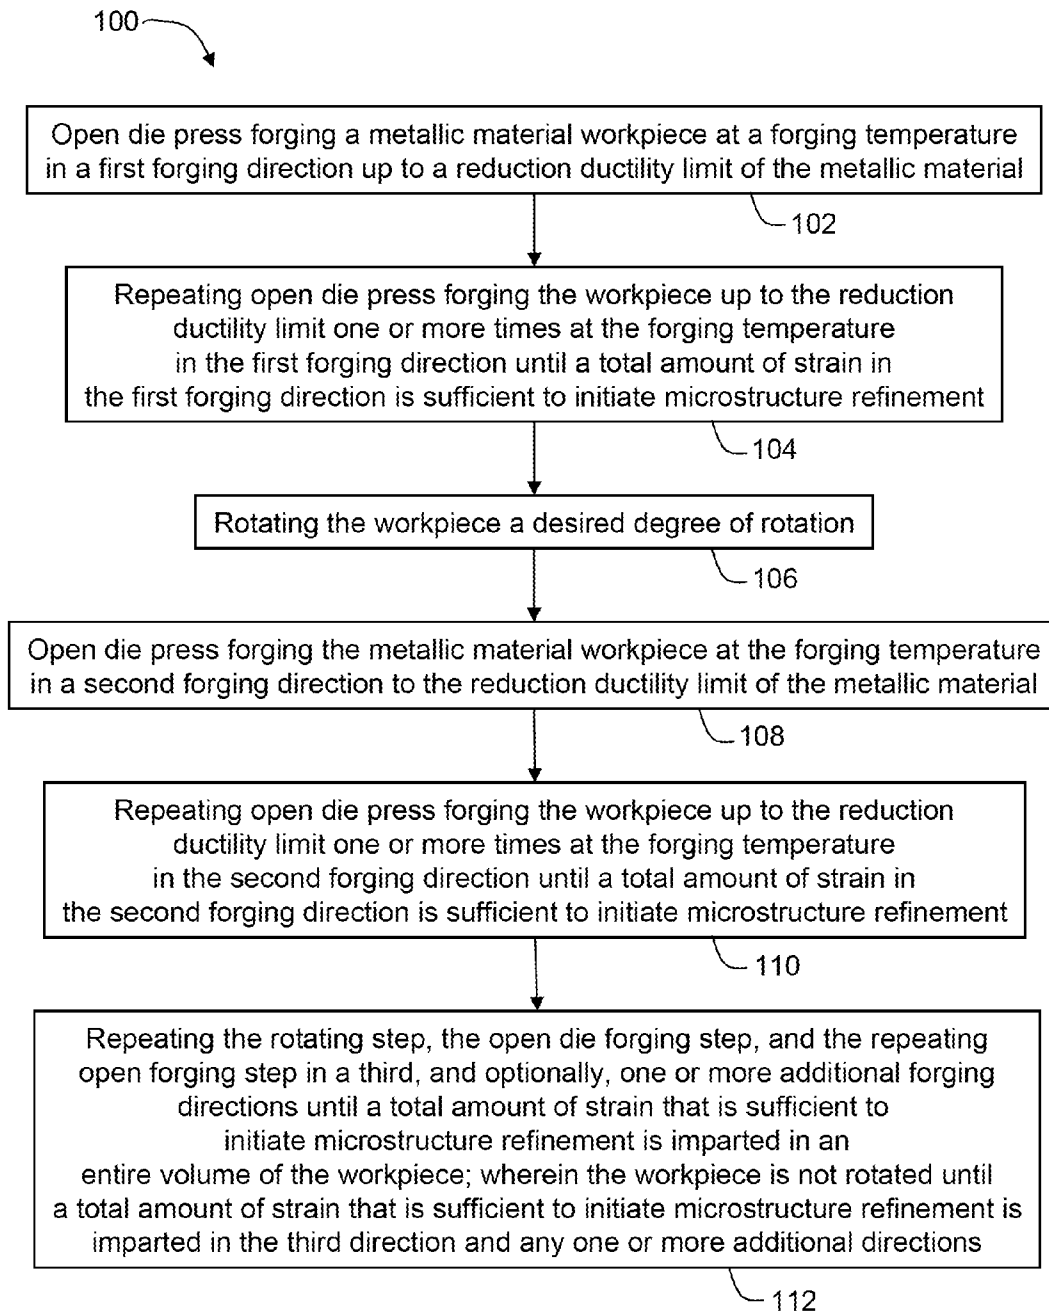 100
Open die press forging a metallic material workpiece at a forging temperature
in a first forging direction up to a reduction ductility limit of the metallic material
102
Repeating open die press forging the workpiece up to the reduction
ductility limit one or more times at the forging temperature
in the first forging direction until a total amount of strain in
the first forging direction is sufficient to initiate microstructure refinement
104
Rotating the workpiece a desired degree of rotation
106
Open die press forging the metallic material workpiece at the forging temperature
in a second forging direction to the reduction ductility limit of the metallic material
108
Repeating open die press forging the workpiece up to the reduction
ductility limit one or more times at the forging temperature
in the second forging direction until a total amount of strain in
the second forging direction is sufficient to initiate microstructure refinement
110
Repeating the rotating step, the open die forging step, and the repeating
open forging step in a third, and optionally, one or more additional forging
directions until a total amount of strain that is sufficient to
initiate microstructure refinement is imparted in an
entire volume of the workpiece; wherein the workpiece is not rotated until
a total amount of strain that is sufficient to initiate microstructure refinement is
imparted in the third direction and any one or more additional directions
112